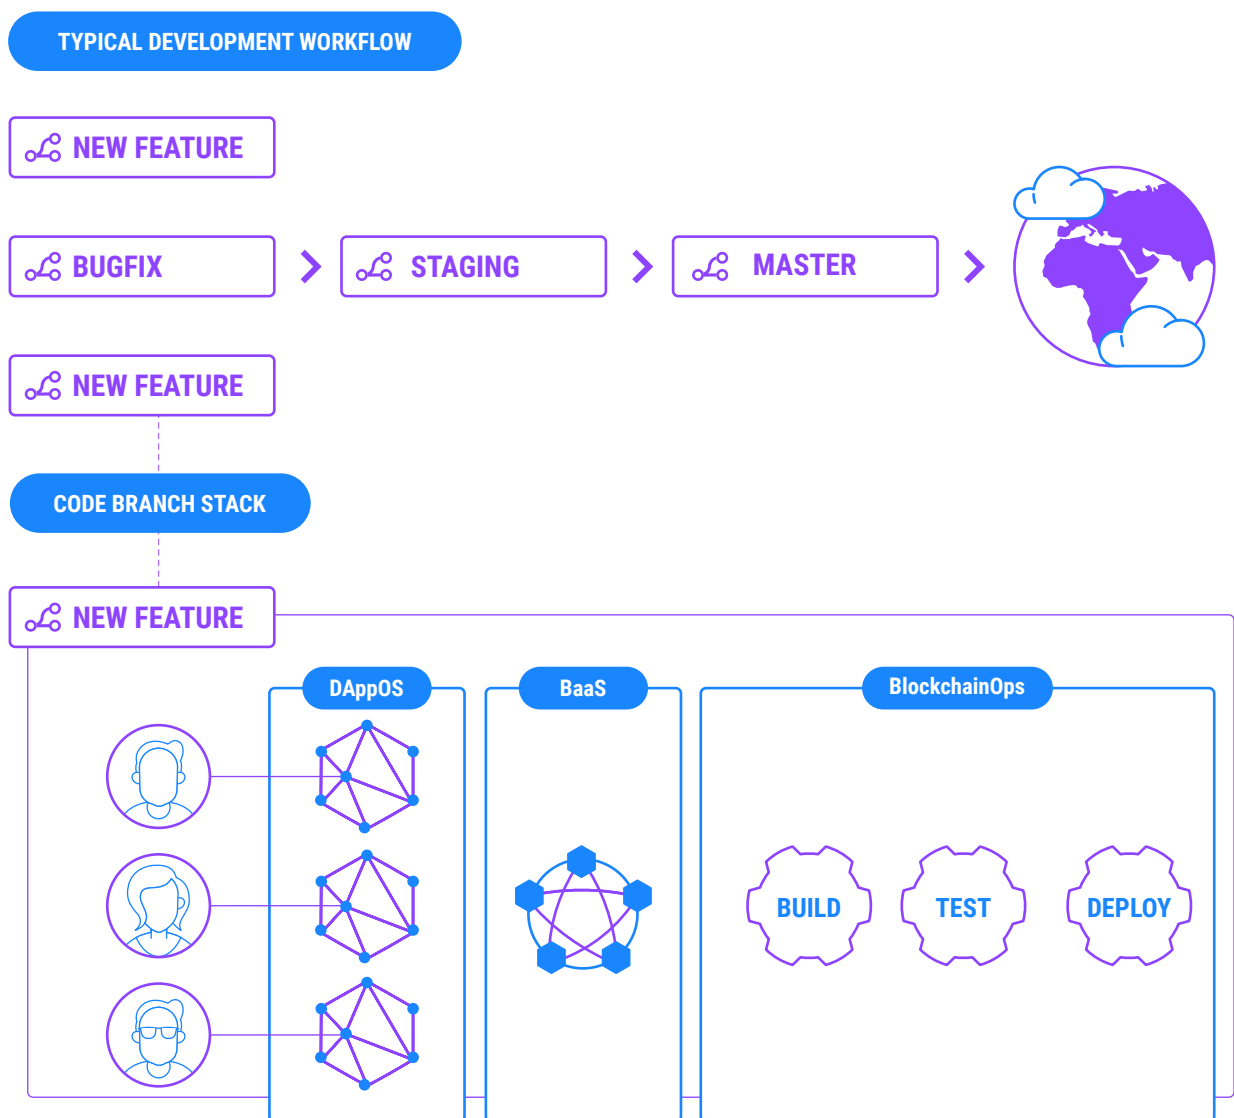 TYPICAL DEVELOPMENT WORKFLOW
NEW FEATURE
BUGFIX
STAGING
MASTER
NEW FEATURE
CODE BRANCH STACK
NEW FEATURE
DAppOS
BaaS
BlockchainOps
BUILD
TEST
DEPLOY